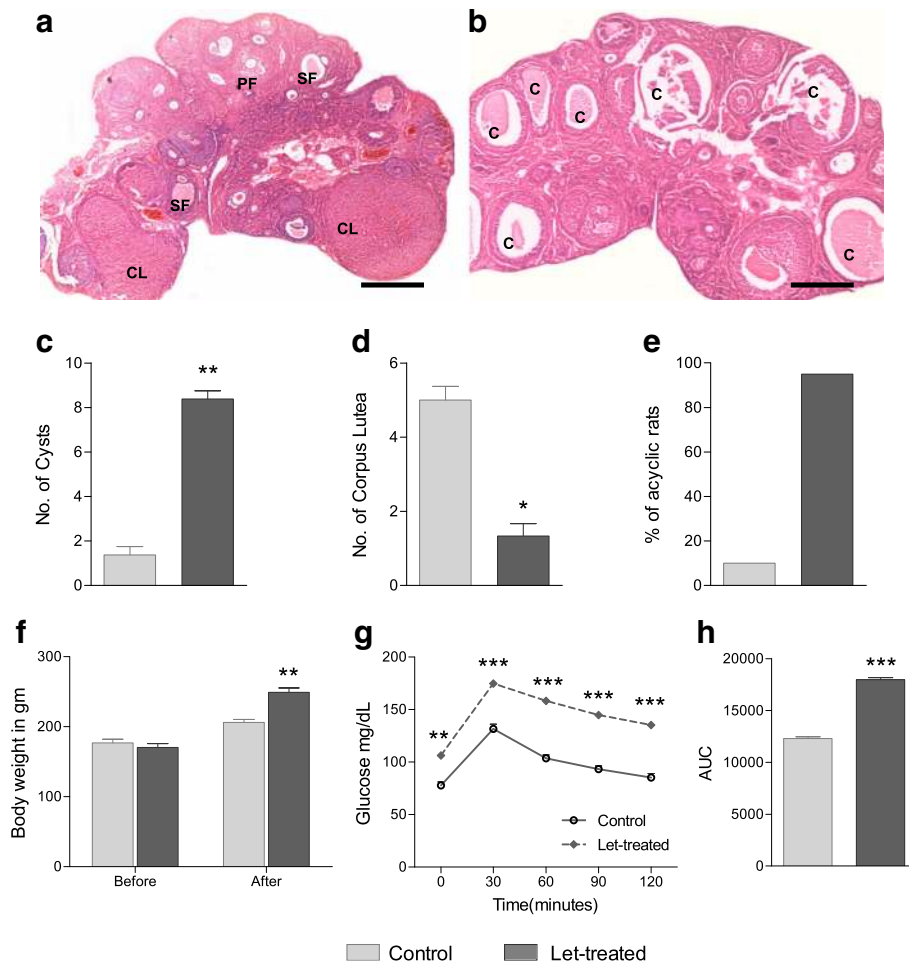 a
PF
SF
SF
CL
CL
b
C
C
C
C
C
C
C
c
No. of Cysts
10
8
6
4
2
0
**
d
No. of Corpus Lutea
6
4
2
0
*
e
% of acyclic rats
100
80
60
40
20
0
f
Body weight in gm
300
200
100
0
**
Before After
g
Glucose mg/dL
200
150
100
50
0
**
***
***
***
***
Control
Let-treated
0 30 60 90 120
Time(minutes)
h
AUC
20000
15000
10000
5000
0
***
Control Let-treated